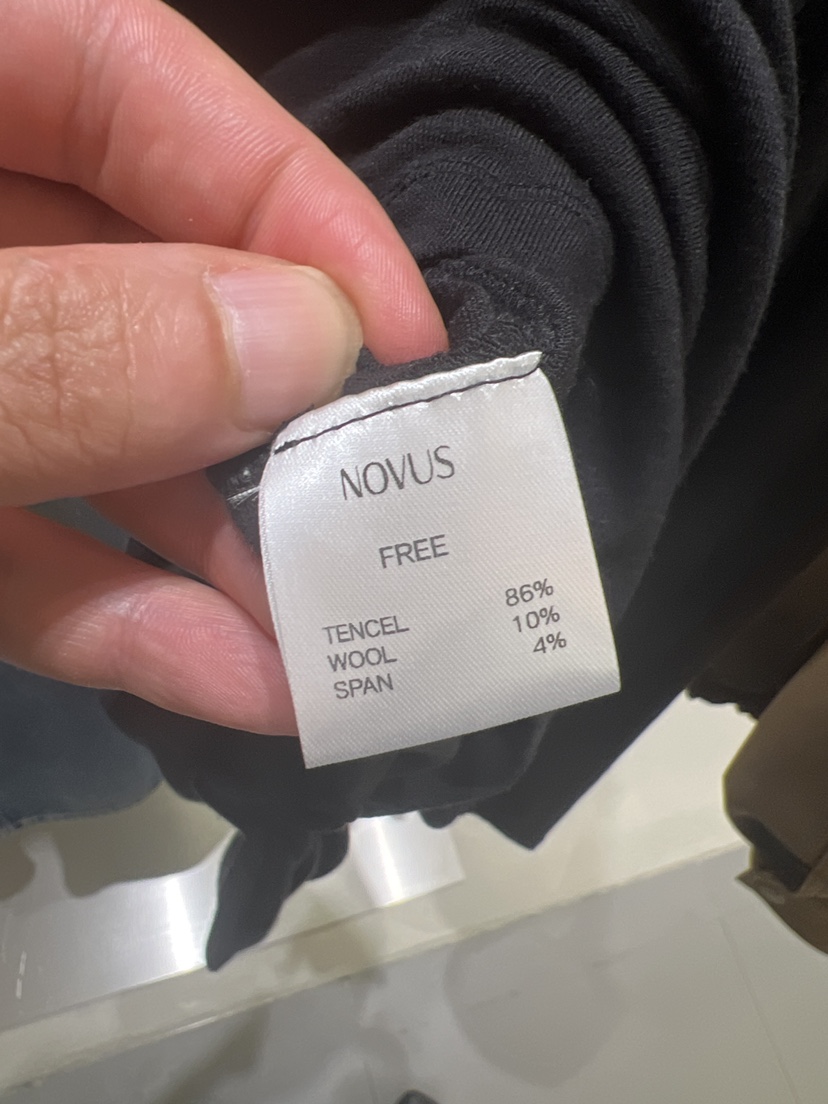 NOVUS
FREE
TENCEL 86%
WOOL 10%
SPAN 4%